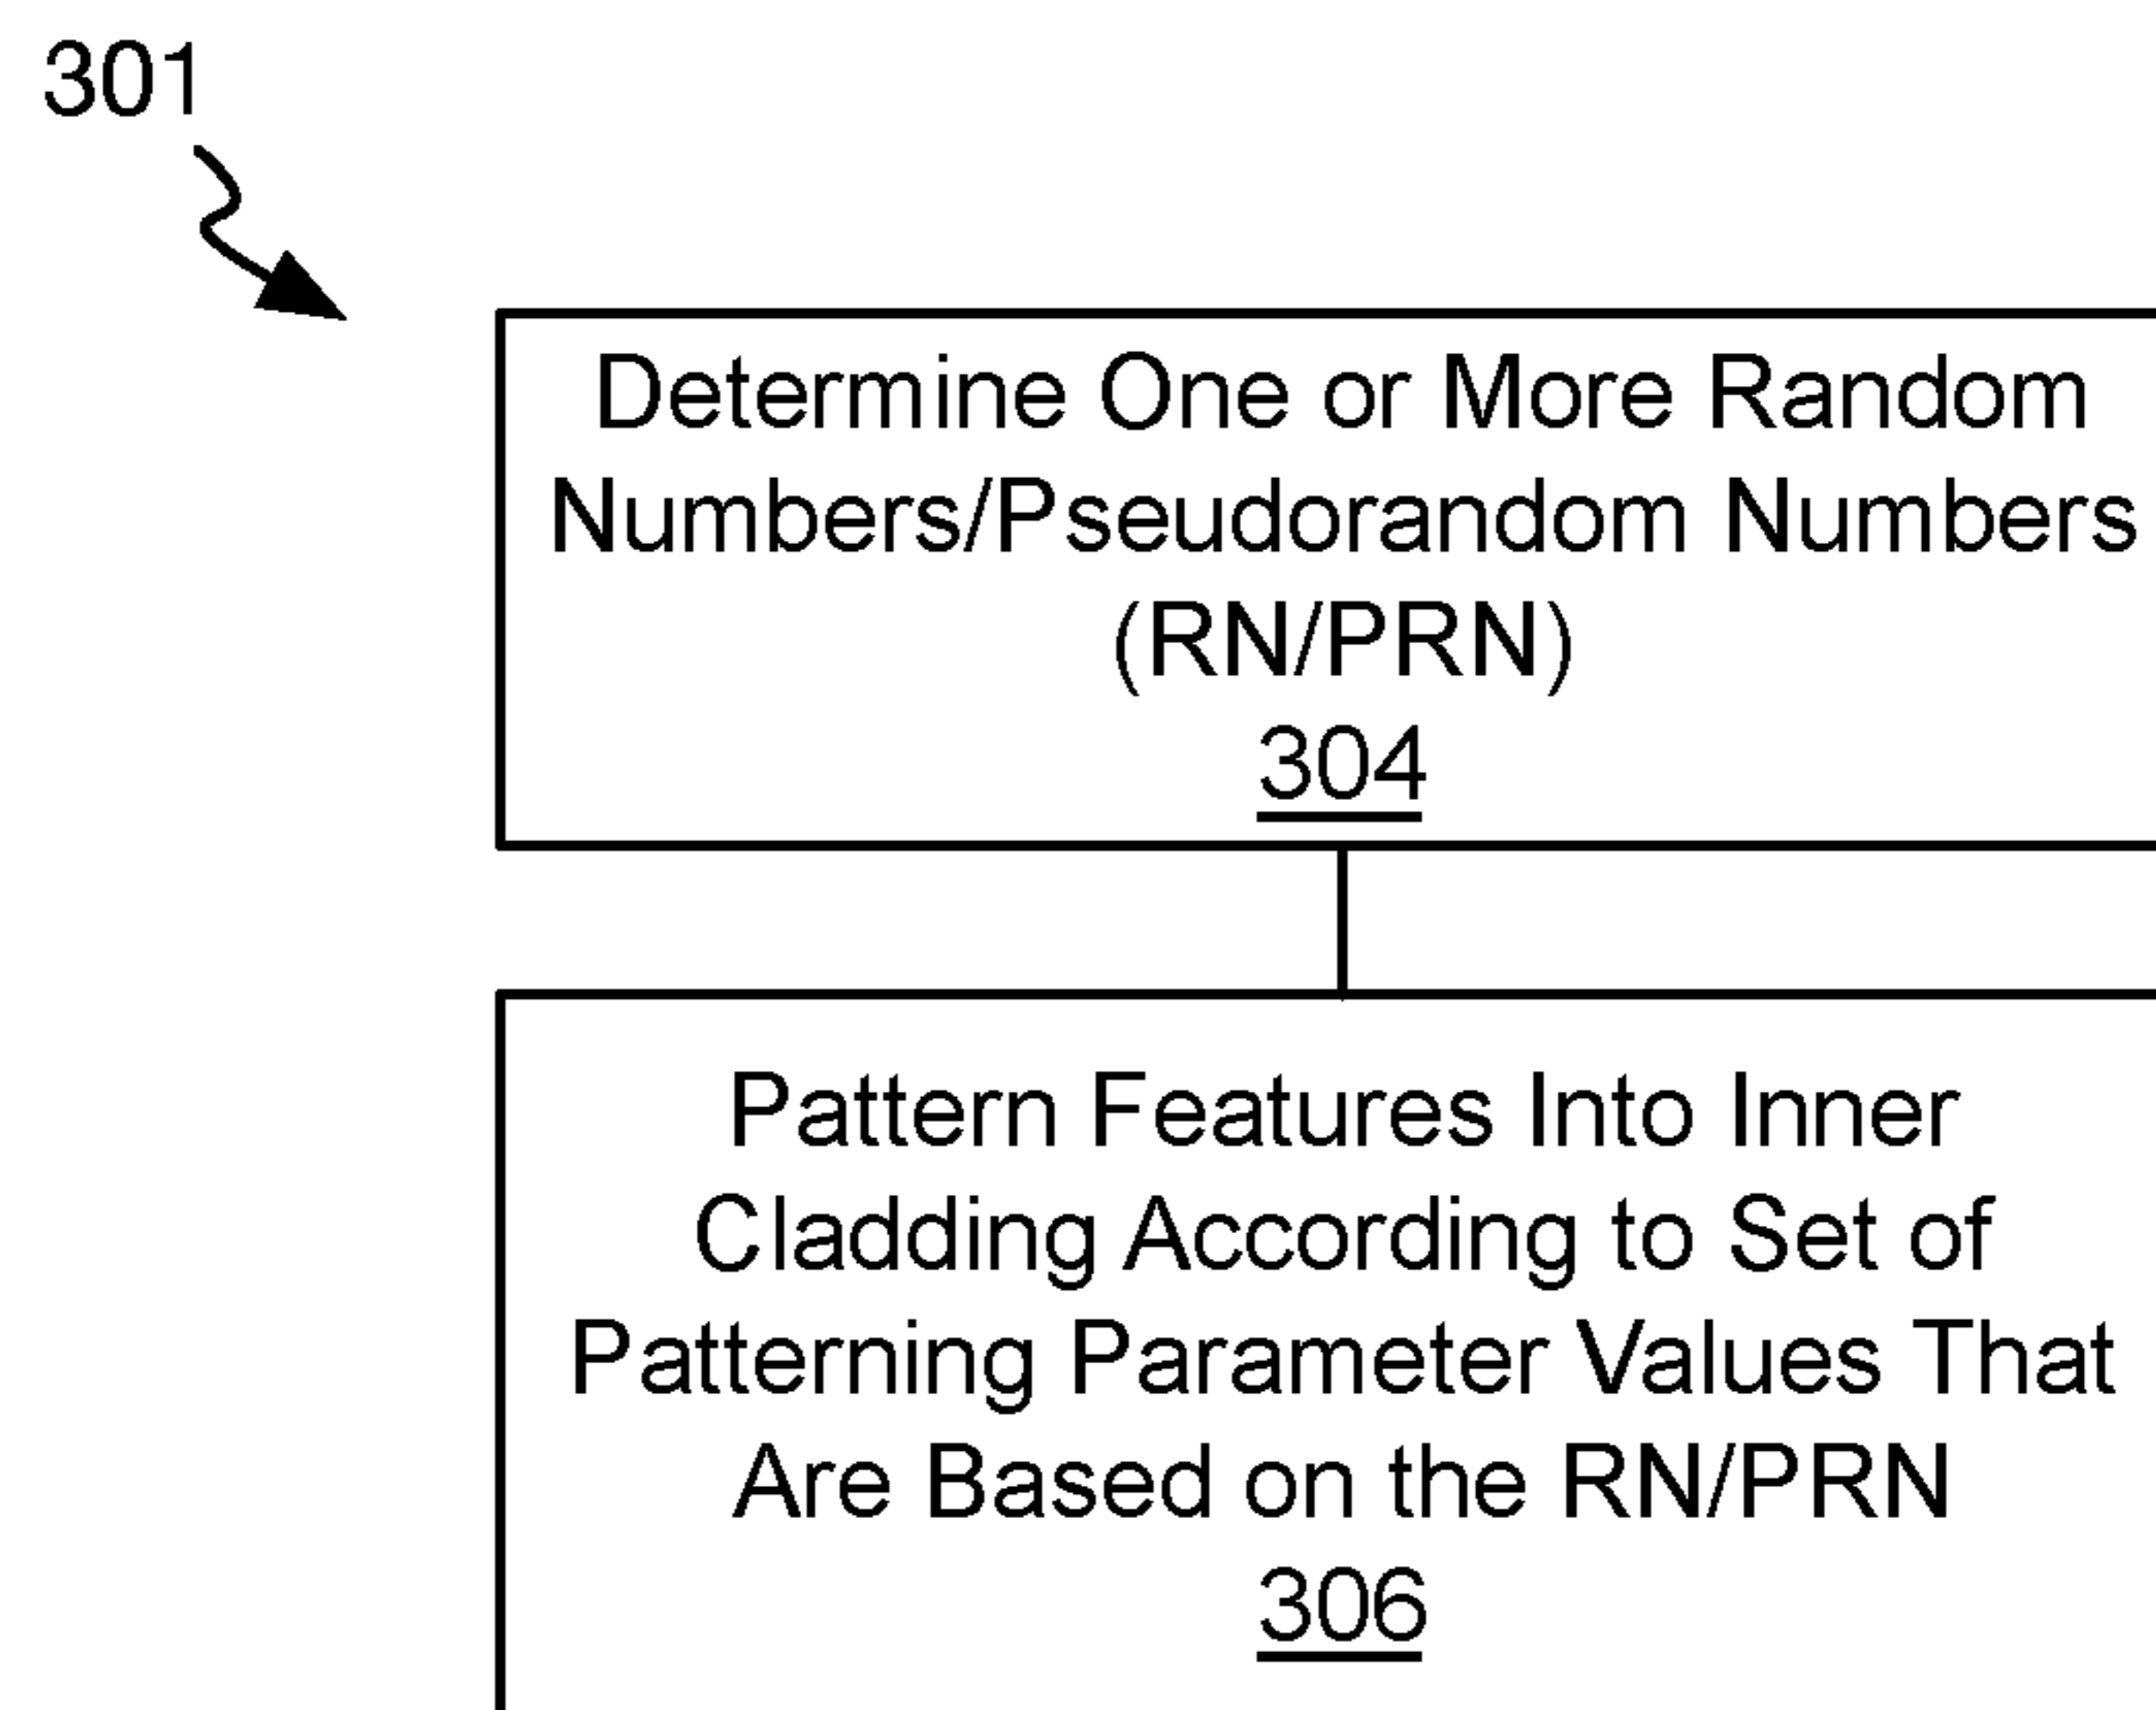 301
Determine One or More Random
Numbers/Pseudorandom Numbers
(RN/PRN)
304
Pattern Features Into Inner
Cladding According to Set of
Patterning Parameter Values That
Are Based on the RN/PRN
306